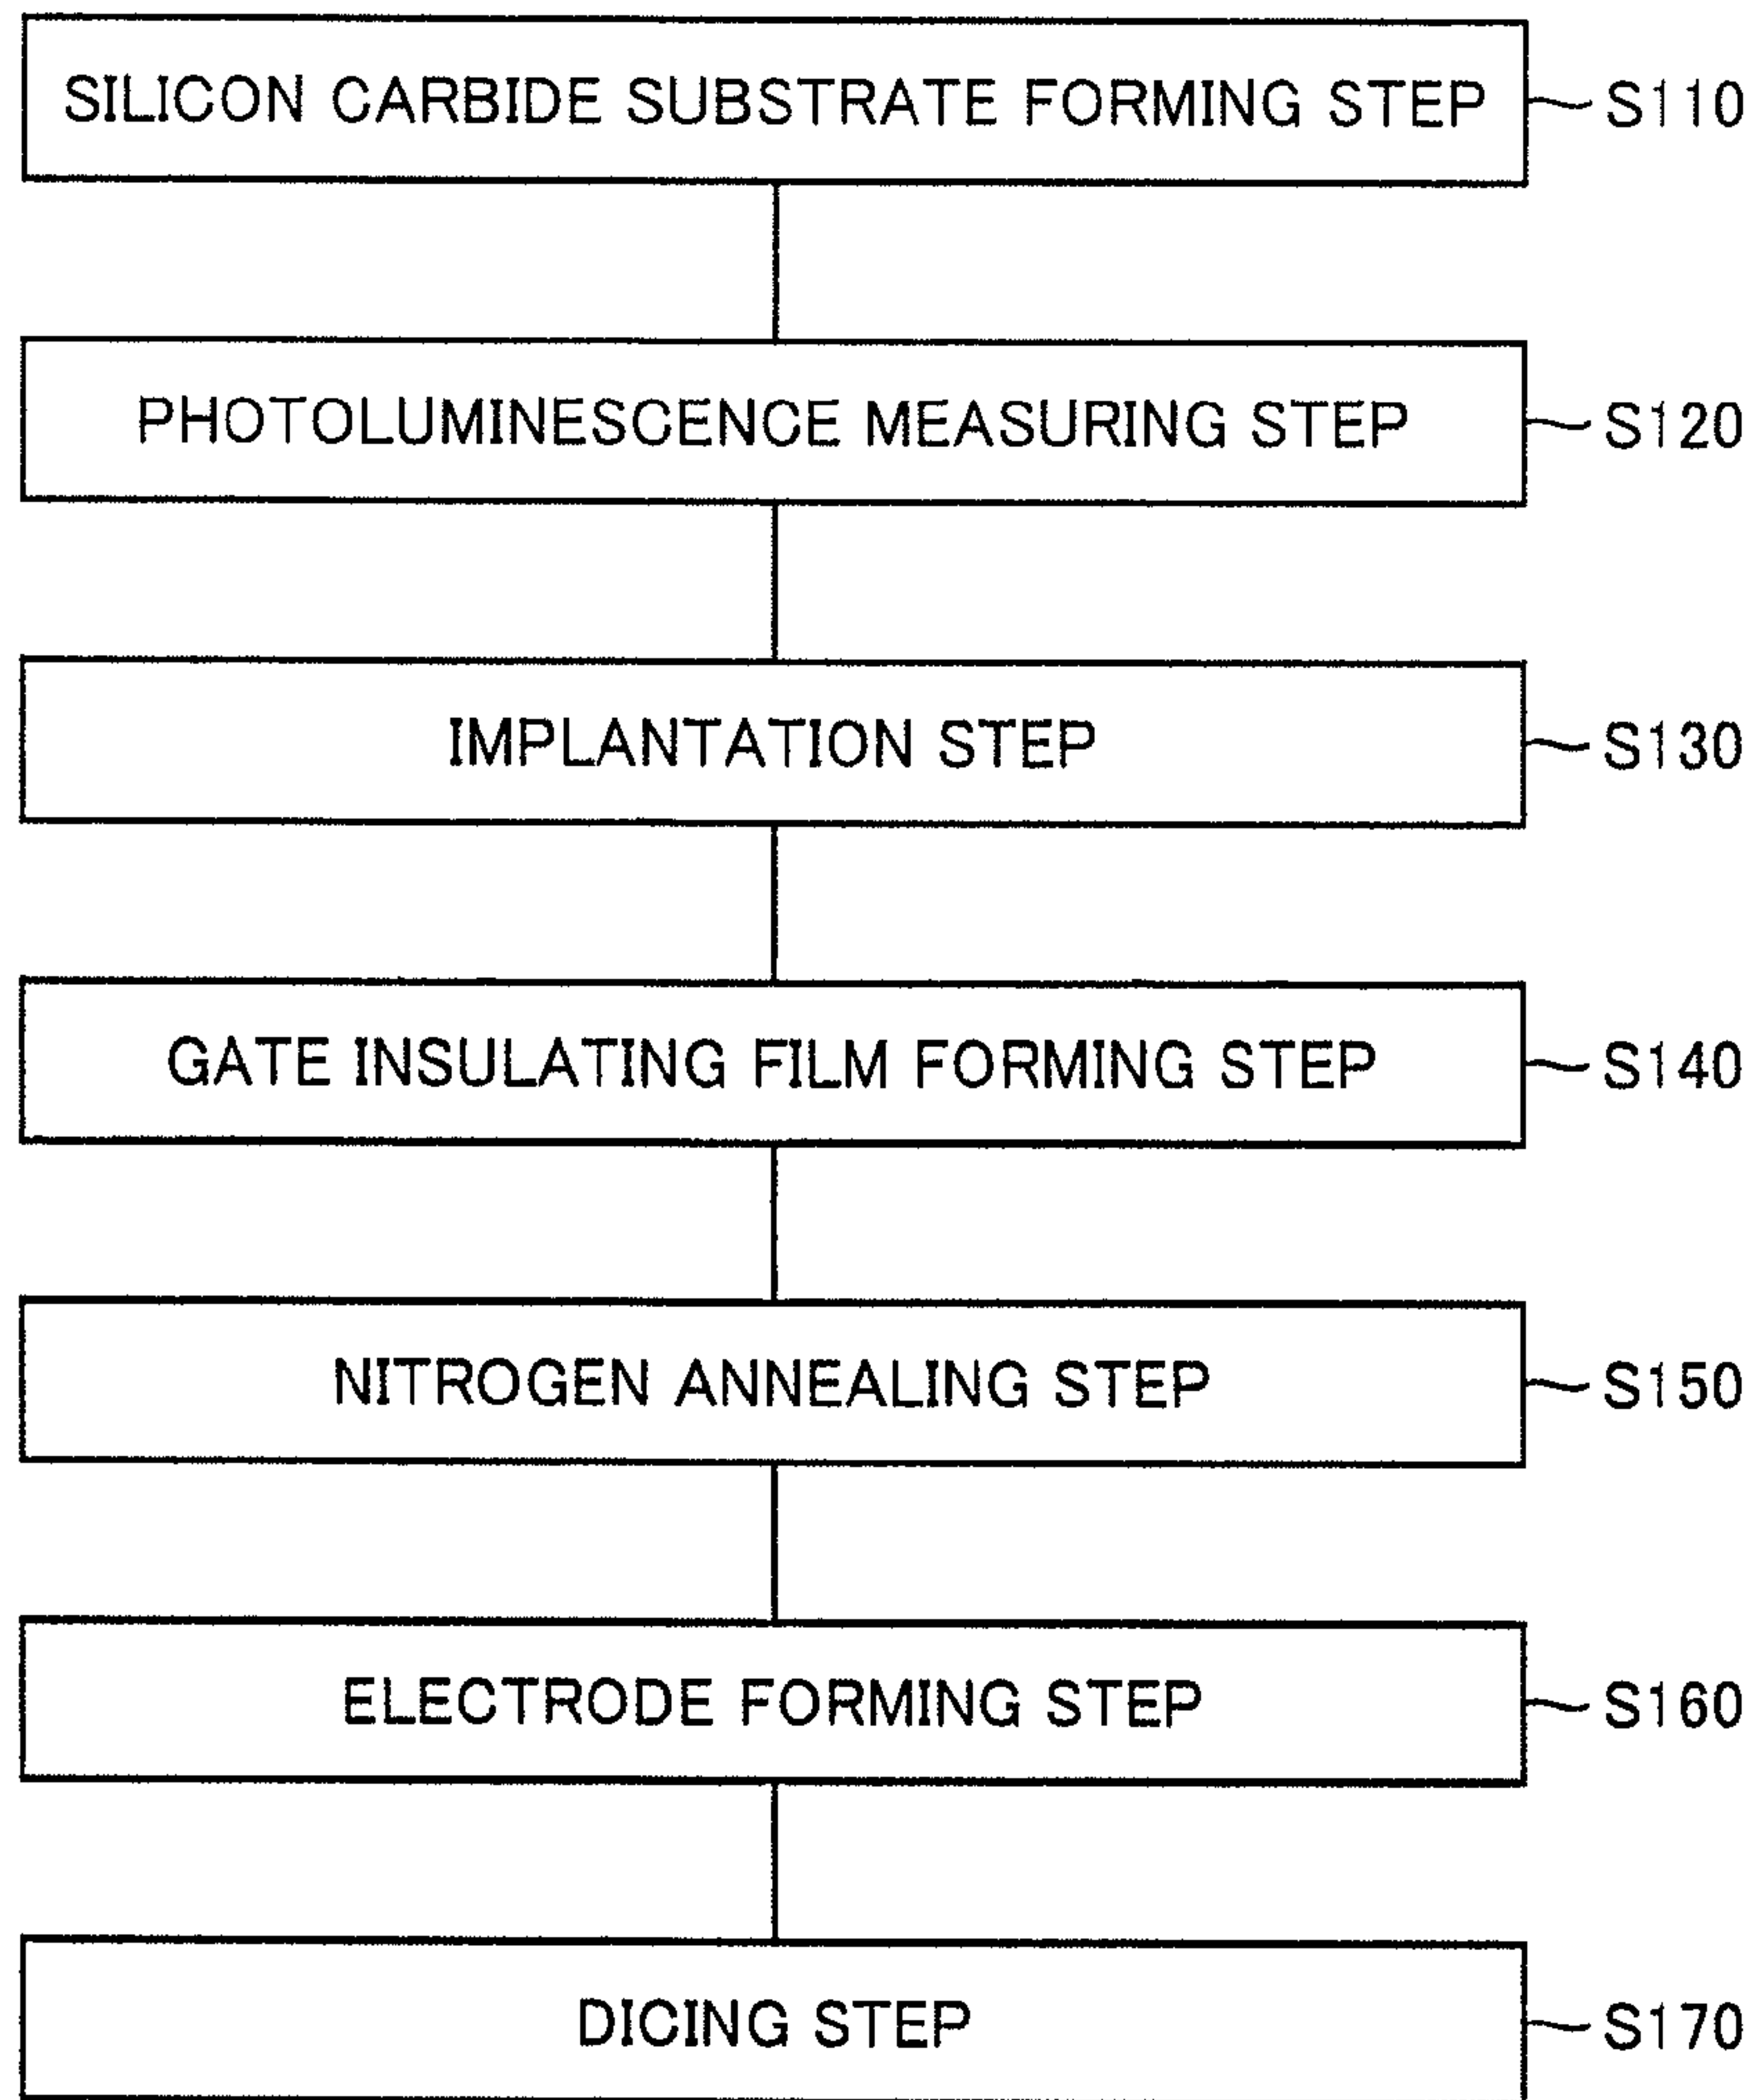 SILICON CARBIDE SUBSTRATE FORMING STEP S110
PHOTOLUMINESCENCE MEASURING STEP S120
IMPLANTATION STEP S130
GATE INSULATING FILM FORMING STEP S140
NITROGEN ANNEALING STEP S150
ELECTRODE FORMING STEP S160
DICING STEP S170